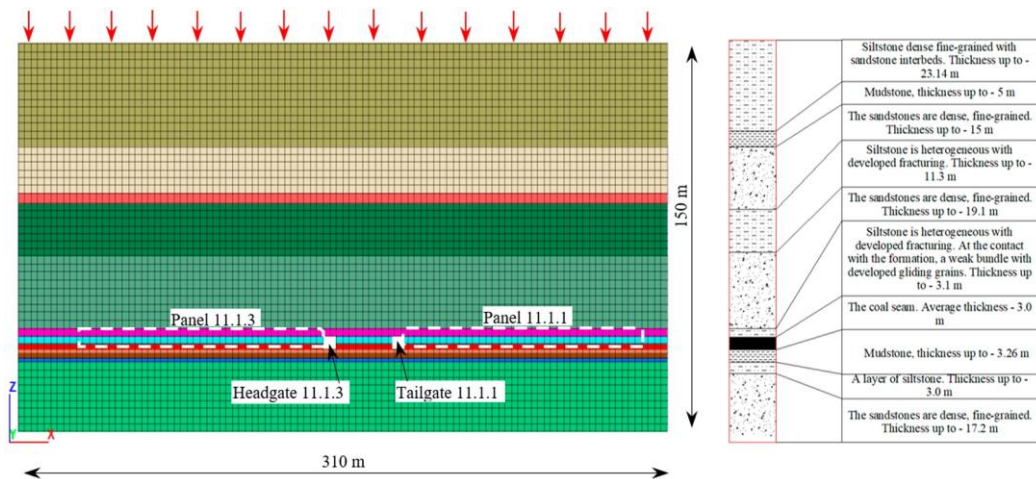 150 m
Panel 11.1.3
Panel 11.1.1
Headgate 11.1.3
Tailgate 11.1.1
Z
Y
X
310 m
Siltstone dense fine-grained with
sandstone interbeds. Thickness up to -
23.14 m
Mudstone, thickness up to - 5 m
The sandstones are dense, fine-grained.
Thickness up to - 15 m
Siltstone is heterogeneous with
developed fracturing. Thickness up to -
11.3 m
The sandstones are dense, fine-grained.
Thickness up to - 19.1 m
Siltstone is heterogeneous with
developed fracturing. At the contact
with the formation, a weak bundle with
developed gliding grains. Thickness up
to - 3.1 m
The coal seam. Average thickness - 3.0
m
Mudstone, thickness up to - 3.26 m
A layer of siltstone. Thickness up to -
3.0 m
The sandstones are dense, fine-grained.
Thickness up to - 17.2 m